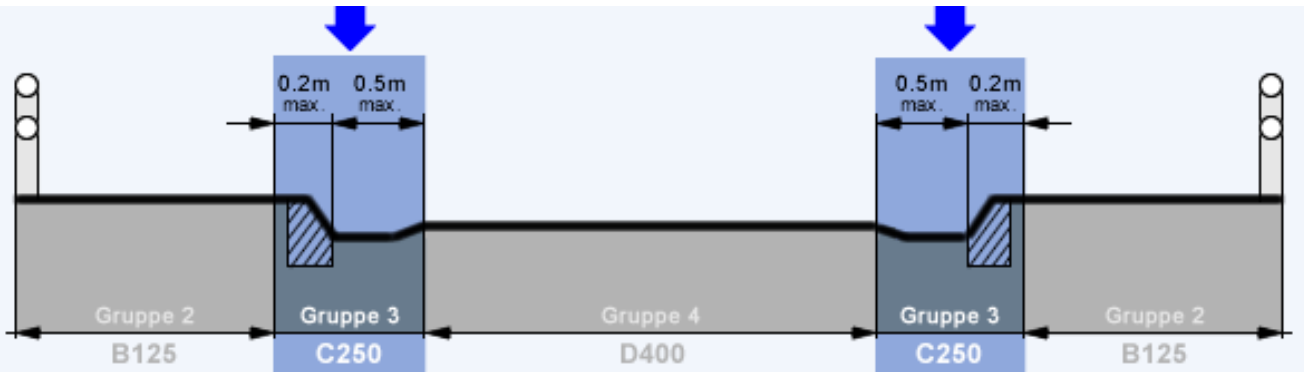 0.2m 0.5m 0.5m 0.2m
max. max. max. max.
Gruppe 2 Gruppe 3 Gruppe 4 Gruppe 3 Gruppe 2
B125 C250 D400 C250 B125